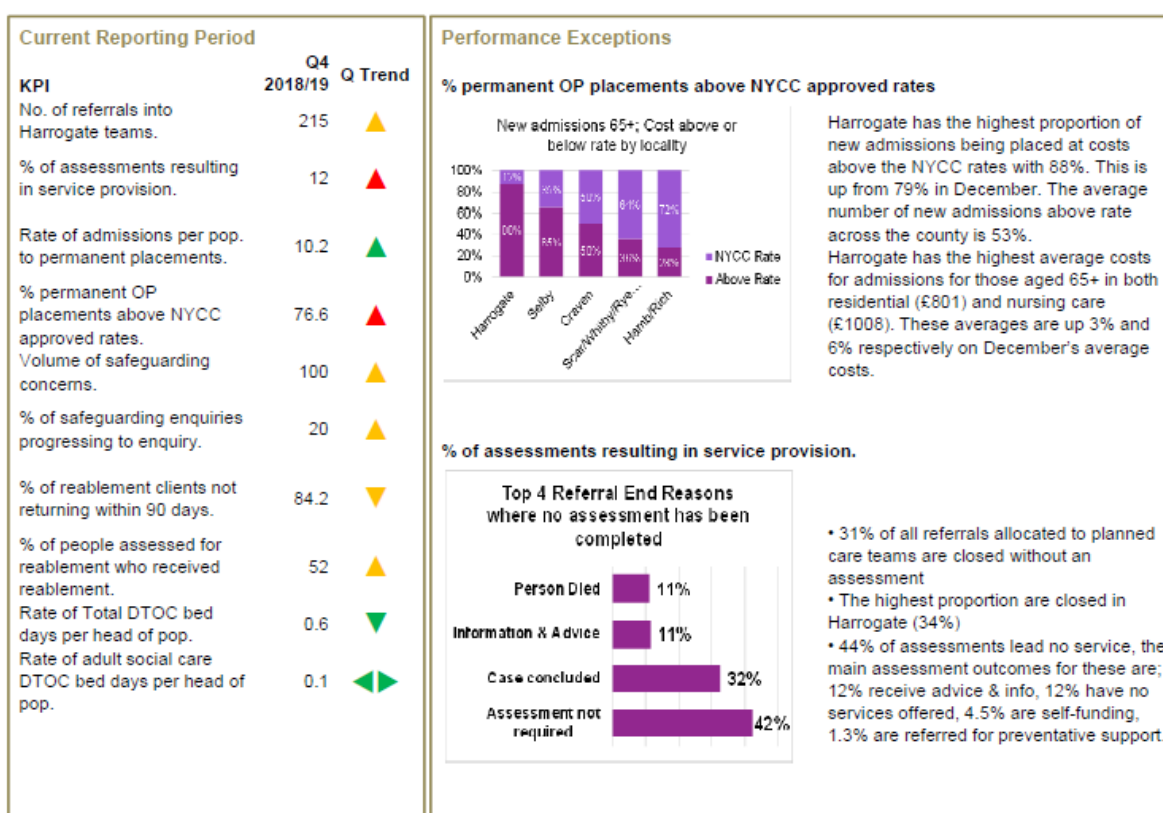 Current Reporting Period
KPI
Q4
2018/19
Q Trend
No. of referrals into
Harrogate teams.
215
% of assessments resulting
in service provision.
12
Rate of admissions per pop.
to permanent placements.
10.2
% permanent OP
placements above NYCC
approved rates.
76.6
Volume of safeguarding
concerns.
100
% of safeguarding enquiries
progressing to enquiry.
20
% of reablement clients not
returning within 90 days.
84.2
% of people assessed for
reablement who received
reablement.
52
Rate of Total DTOC bed
days per head of pop.
0.6
Rate of adult social care
DTOC bed days per head of
pop.
0.1
Performance Exceptions
% permanent OP placements above NYCC approved rates
New admissions 65+; Cost above or
below rate by locality
100%
80%
60%
40%
20%
0%
12%
88%
35%
65%
50%
50%
64%
36%
72%
28%
Harrogate
Selby
Craven
Scar/Whitby/Rye...
Hamb/Rich
NYCC Rate
Above Rate
Harrogate has the highest proportion of
new admissions being placed at costs
above the NYCC rates with 88%. This is
up from 79% in December. The average
number of new admissions above rate
across the county is 53%.
Harrogate has the highest average costs
for admissions for those aged 65+ in both
residential (£801) and nursing care
(£1008). These averages are up 3% and
6% respectively on December's average
costs.
% of assessments resulting in service provision.
Top 4 Referral End Reasons
where no assessment has been
completed
Person Died
11%
Information & Advice
11%
Case concluded
32%
Assessment not
required
42%
• 31% of all referrals allocated to planned
care teams are closed without an
assessment
• The highest proportion are closed in
Harrogate (34%)
• 44% of assessments lead no service, the
main assessment outcomes for these are;
12% receive advice & info, 12% have no
services offered, 4.5% are self-funding,
1.3% are referred for preventative support.